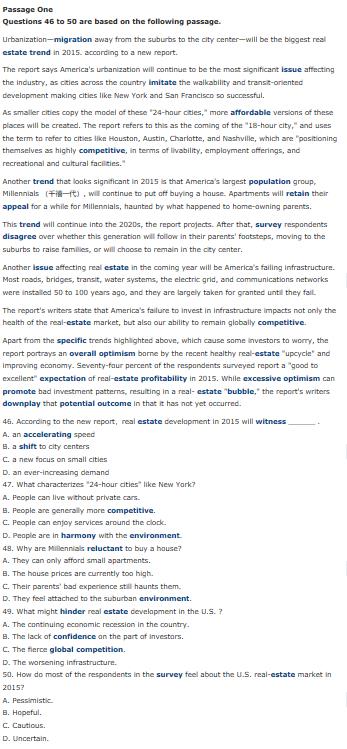 Passage One
Questions 46 to 50 are based on the following passage.
Urbanization—migration away from the suburbs to the city center—will be the biggest real
estate trend in 2015. according to a new report.
The report says America's urbanization will continue to be the most significant issue affecting
the industry, as cities across the country imitate the walkability and transit-oriented
development making cities like New York and San Francisco so successful.
As smaller cities copy the model of these "24-hour cities," more affordable versions of these
places will be created. The report refers to this as the coming of the "18-hour city," and uses
the term to refer to cities like Houston, Austin, Charlotte, and Nashville, which are "positioning
themselves as highly competitive, in terms of livability, employment offerings, and
recreational and cultural facilities."
Another trend that looks significant in 2015 is that America's largest population group,
Millennials （千禧一代）, will continue to put off buying a house. Apartments will retain their
appeal for a while for Millennials, haunted by what happened to home-owning parents.
This trend will continue into the 2020s, the report projects. After that, survey respondents
disagree over whether this generation will follow in their parents' footsteps, moving to the
suburbs to raise families, or will choose to remain in the city center.
Another issue affecting real estate in the coming year will be America's failing infrastructure.
Most roads, bridges, transit, water systems, the electric grid, and communications networks
were installed 50 to 100 years ago, and they are largely taken for granted until they fail.
The report's writers state that America's failure to invest in infrastructure impacts not only the
health of the real-estate market, but also our ability to remain globally competitive.
Apart from the specific trends highlighted above, which cause some investors to worry, the
report portrays an overall optimism borne by the recent healthy real-estate "upcycle" and
improving economy. Seventy-four percent of the respondents surveyed report a "good to
excellent" expectation of real-estate profitability in 2015. While excessive optimism can
promote bad investment patterns, resulting in a real- estate "bubble," the report's writers
downplay that potential outcome in that it has not yet occurred.
46. According to the new report, real estate development in 2015 will witness ______ .
A. an accelerating speed
B. a shift to city centers
C. a new focus on small cities
D. an ever-increasing demand
47. What characterizes "24-hour cities" like New York?
A. People can live without private cars.
B. People are generally more competitive.
C. People can enjoy services around the clock.
D. People are in harmony with the environment.
48. Why are Millennials reluctant to buy a house?
A. They can only afford small apartments.
B. The house prices are currently too high.
C. Their parents' bad experience still haunts them.
D. They feel attached to the suburban environment.
49. What might hinder real estate development in the U.S. ?
A. The continuing economic recession in the country.
B. The lack of confidence on the part of investors.
C. The fierce global competition.
D. The worsening infrastructure.
50. How do most of the respondents in the survey feel about the U.S. real-estate market in
2015?
A. Pessimistic.
B. Hopeful.
C. Cautious.
D. Uncertain.